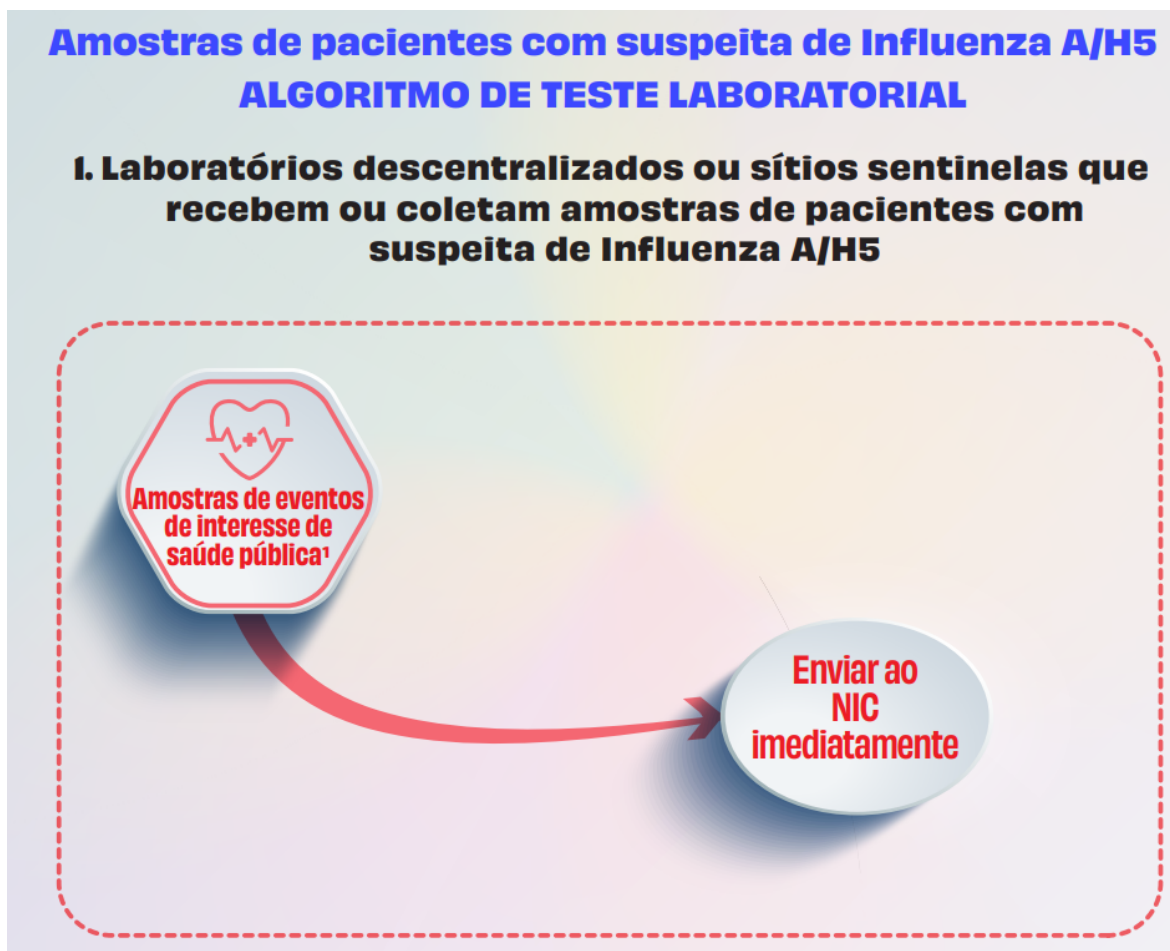 Amostras de pacientes com suspeita de Influenza A/H5
ALGORITMO DE TESTE LABORATORIAL
1. Laboratórios descentralizados ou sítios sentinelas que
recebem ou coletam amostras de pacientes com
suspeita de Influenza A/H5
Amostras de eventos
de interesse de
saúde pública¹
Enviar ao
NIC
imediatamente